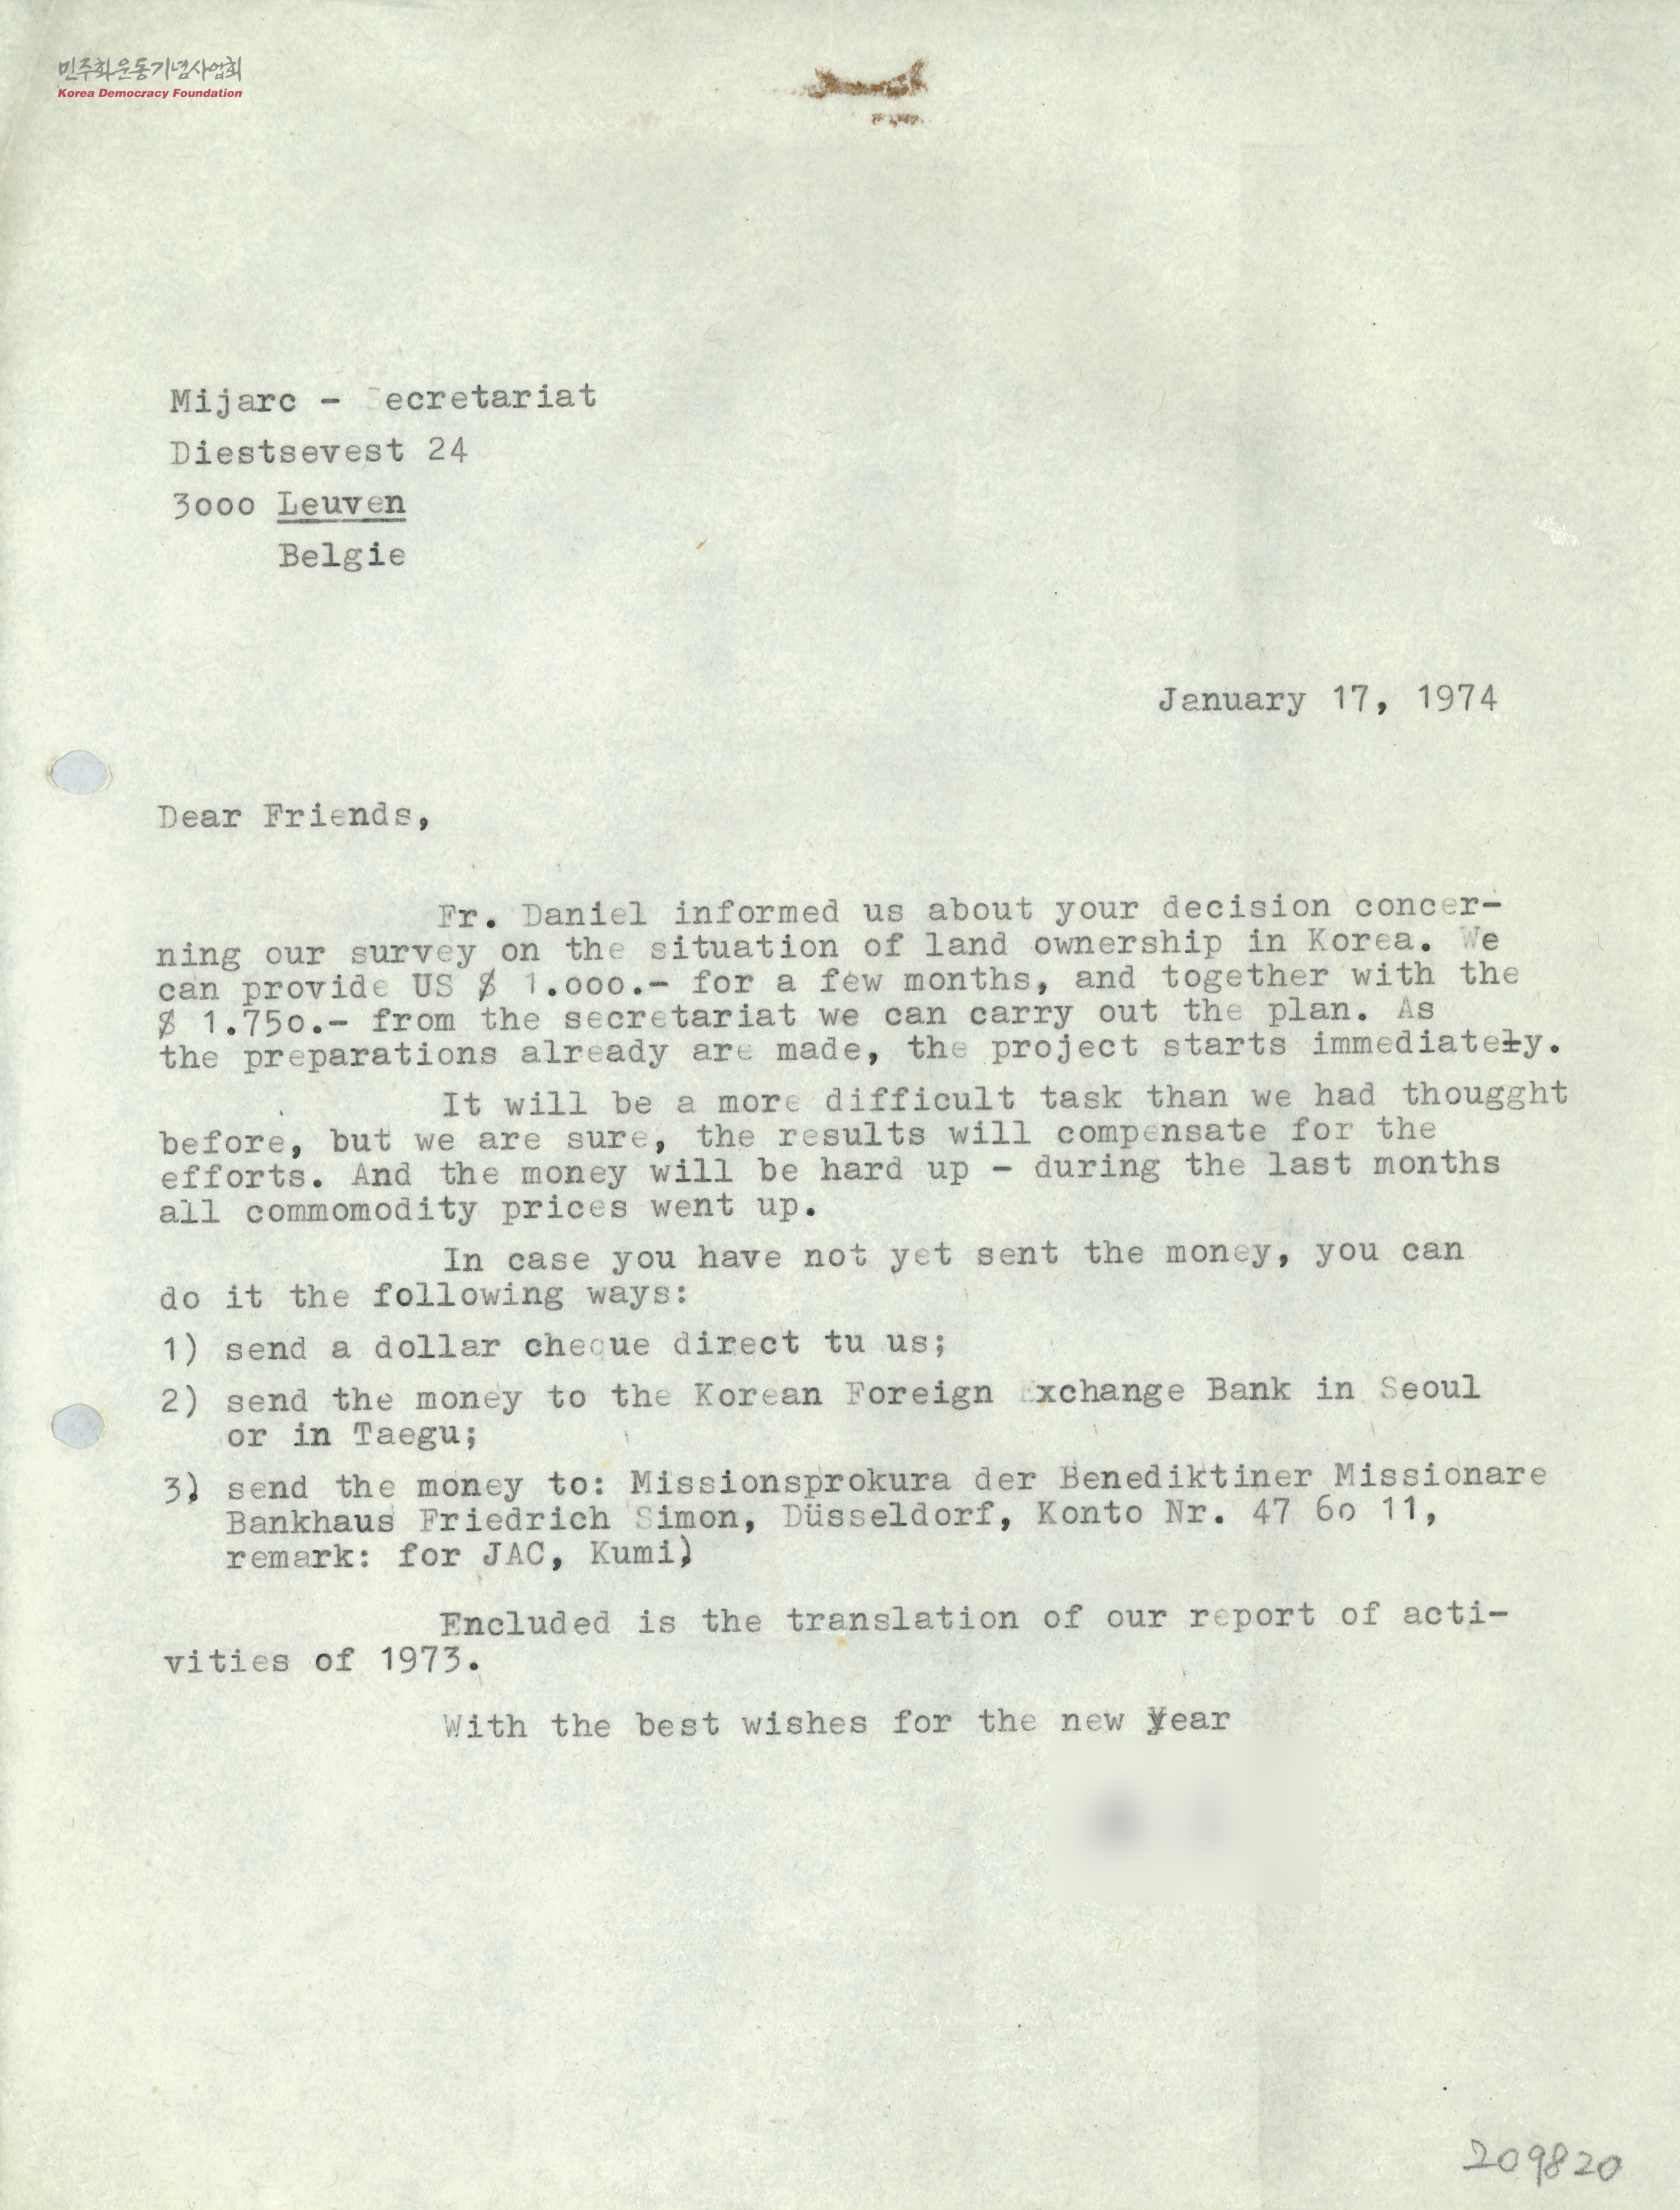 민주화운동기념사업회
Korea Democracy Foundation
Mijarc - Secretariat
Diestsevest 24
3ooo Leuven
Belgie
January 17, 1974
Dear Friends,
Fr. Daniel informed us about your decision concer-
ning our survey on the situation of land ownership in Korea. We
can provide US $ 1.ooo.- for a few months, and together with the
$ 1.75o.- from the secretariat we can carry out the plan. As
the preparations already are made, the project starts immediately.
It will be a more difficult task than we had thougght
before, but we are sure, the results will compensate for the
efforts. And the money will be hard up - during the last months
all commomodity prices went up.
In case you have not yet sent the money, you can
do it the following ways:
1) send a dollar cheque direct tu us;
2) send the money to the Korean Foreign Exchange Bank in Seoul
or in Taegu;
3) send the money to: Missionsprokura der Benediktiner Missionare
Bankhaus Friedrich Simon, Düsseldorf, Konto Nr. 47 6o 11,
remark: for JAC, Kumi)
Encluded is the translation of our report of acti-
vities of 1973.
With the best wishes for the new Year
209820